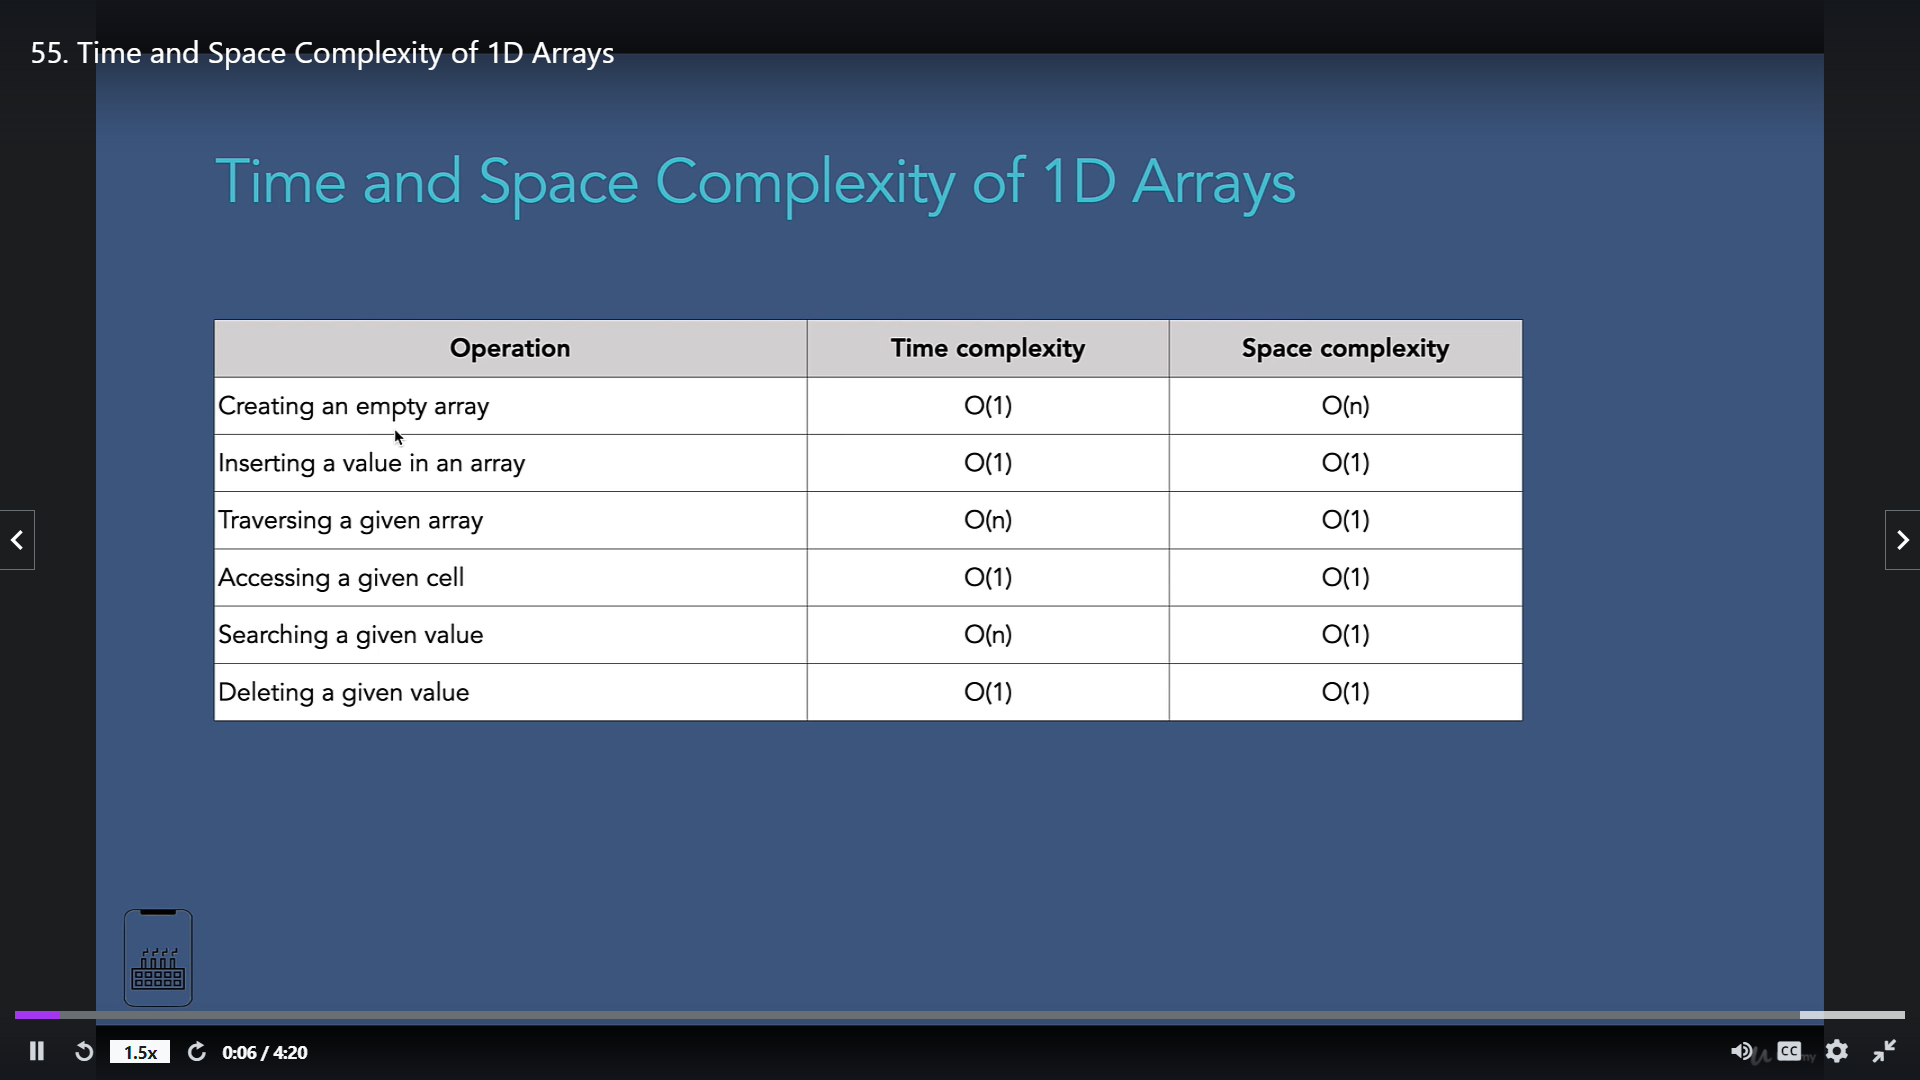 55. Time and Space Complexity of 1D Arrays
Time and Space Complexity of 1D Arrays
Operation Time complexity Space complexity
Creating an empty array O(1) O(n)
Inserting a value in an array O(1) O(1)
Traversing a given array O(n) O(1)
Accessing a given cell O(1) O(1)
Searching a given value O(n) O(1)
Deleting a given value O(1) O(1)
1.5x 0:06 / 4:20 CC